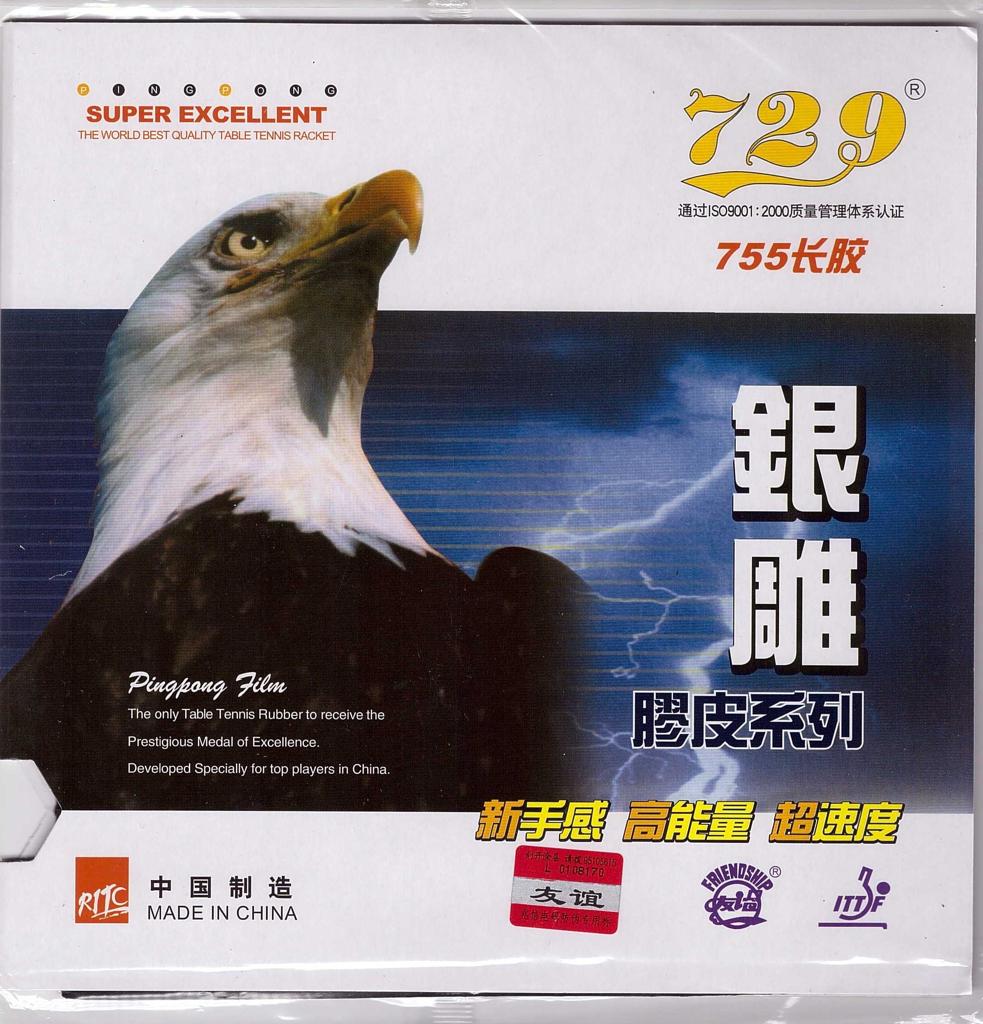 PINGPONG
SUPER EXCELLENT
THE WORLD BEST QUALITY TABLE TENNIS RACKET
729®
通过ISO9001:2000质量管理体系认证
755长胶
銀雕
膠皮系列
Pingpong Film
The only Table Tennis Rubber to receive the
Prestigious Medal of Excellence.
Developed Specially for top players in China.
新手感 高能量 超速度
RITC
中国制造
MADE IN CHINA
L 0108170
友谊
FRIENDSHIP®
友谊
ITTF